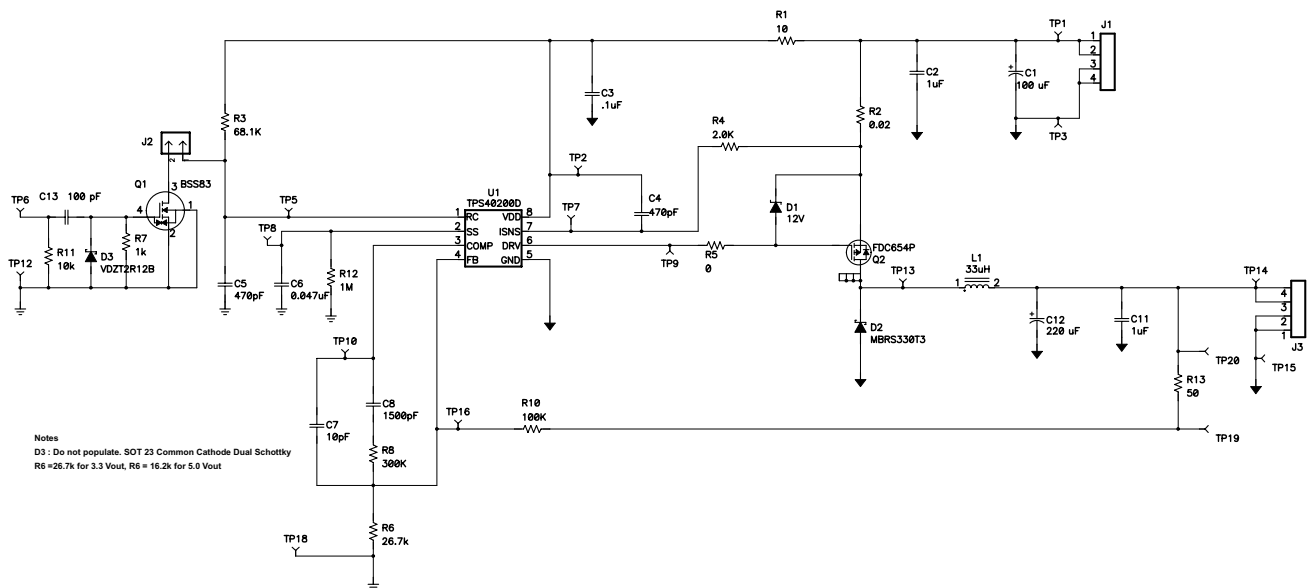 R1
10
TP1
J1
1
2
3
4
C3
.1uF
C2
1uF
+
C1
100 uF
TP3
R2
0.02
R3
68.1K
R4
2.0K
J2
2
1
TP2
C13
100 pF
Q1
BSS83
3
4
1
2
TP6
TP5
TP8
U1
TPS40200D
1
RC
VDD
8
2
SS
ISNS
7
3
COMP
DRV
6
4
FB
GND
5
TP7
C4
470pF
D1
12V
FDC654P
Q2
TP9
R5
0
R11
10k
D3
VDZT2R12B
R7
1k
TP12
C5
470pF
C6
0.047uF
R12
1M
TP13
L1
33uH
1
2
TP14
4
3
2
1
J3
D2
MBRS330T3
+
C12
220 uF
C11
1uF
TP20
TP15
R13
50
TP10
C8
1500pF
C7
10pF
TP16
R10
100K
TP19
R8
300K
Notes
D3 : Do not populate. SOT 23 Common Cathode Dual Schottky
R6 =26.7k for 3.3 Vout, R6 = 16.2k for 5.0 Vout
R6
26.7k
TP18